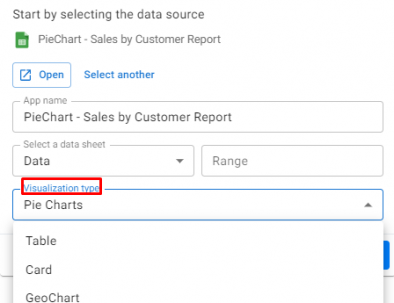 Start by selecting the data source
PieChart - Sales by Customer Report
Open Select another
App name
PieChart - Sales by Customer Report
Select a data sheet
Data Range
Visualization type
Pie Charts
Table
Card
GeoChart